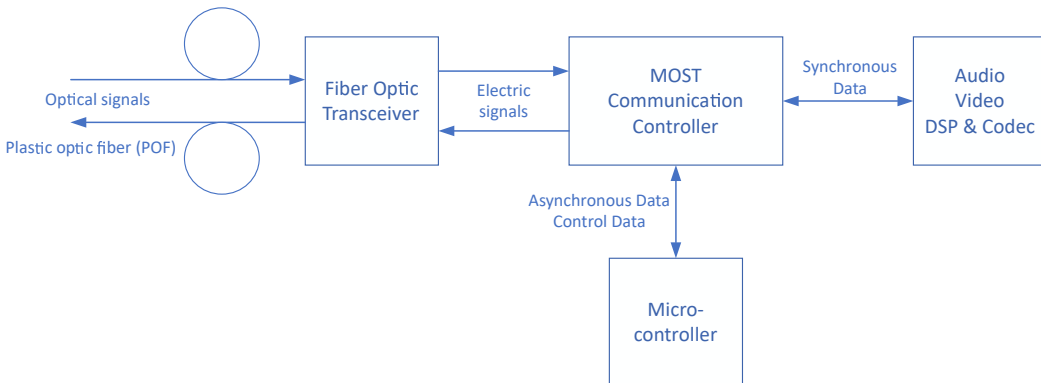 Optical signals
Plastic optic fiber (POF)
Fiber Optic
Transceiver
Electric
signals
MOST
Communication
Controller
Synchronous
Data
Audio
Video
DSP & Codec
Asynchronous Data
Control Data
Micro-
controller